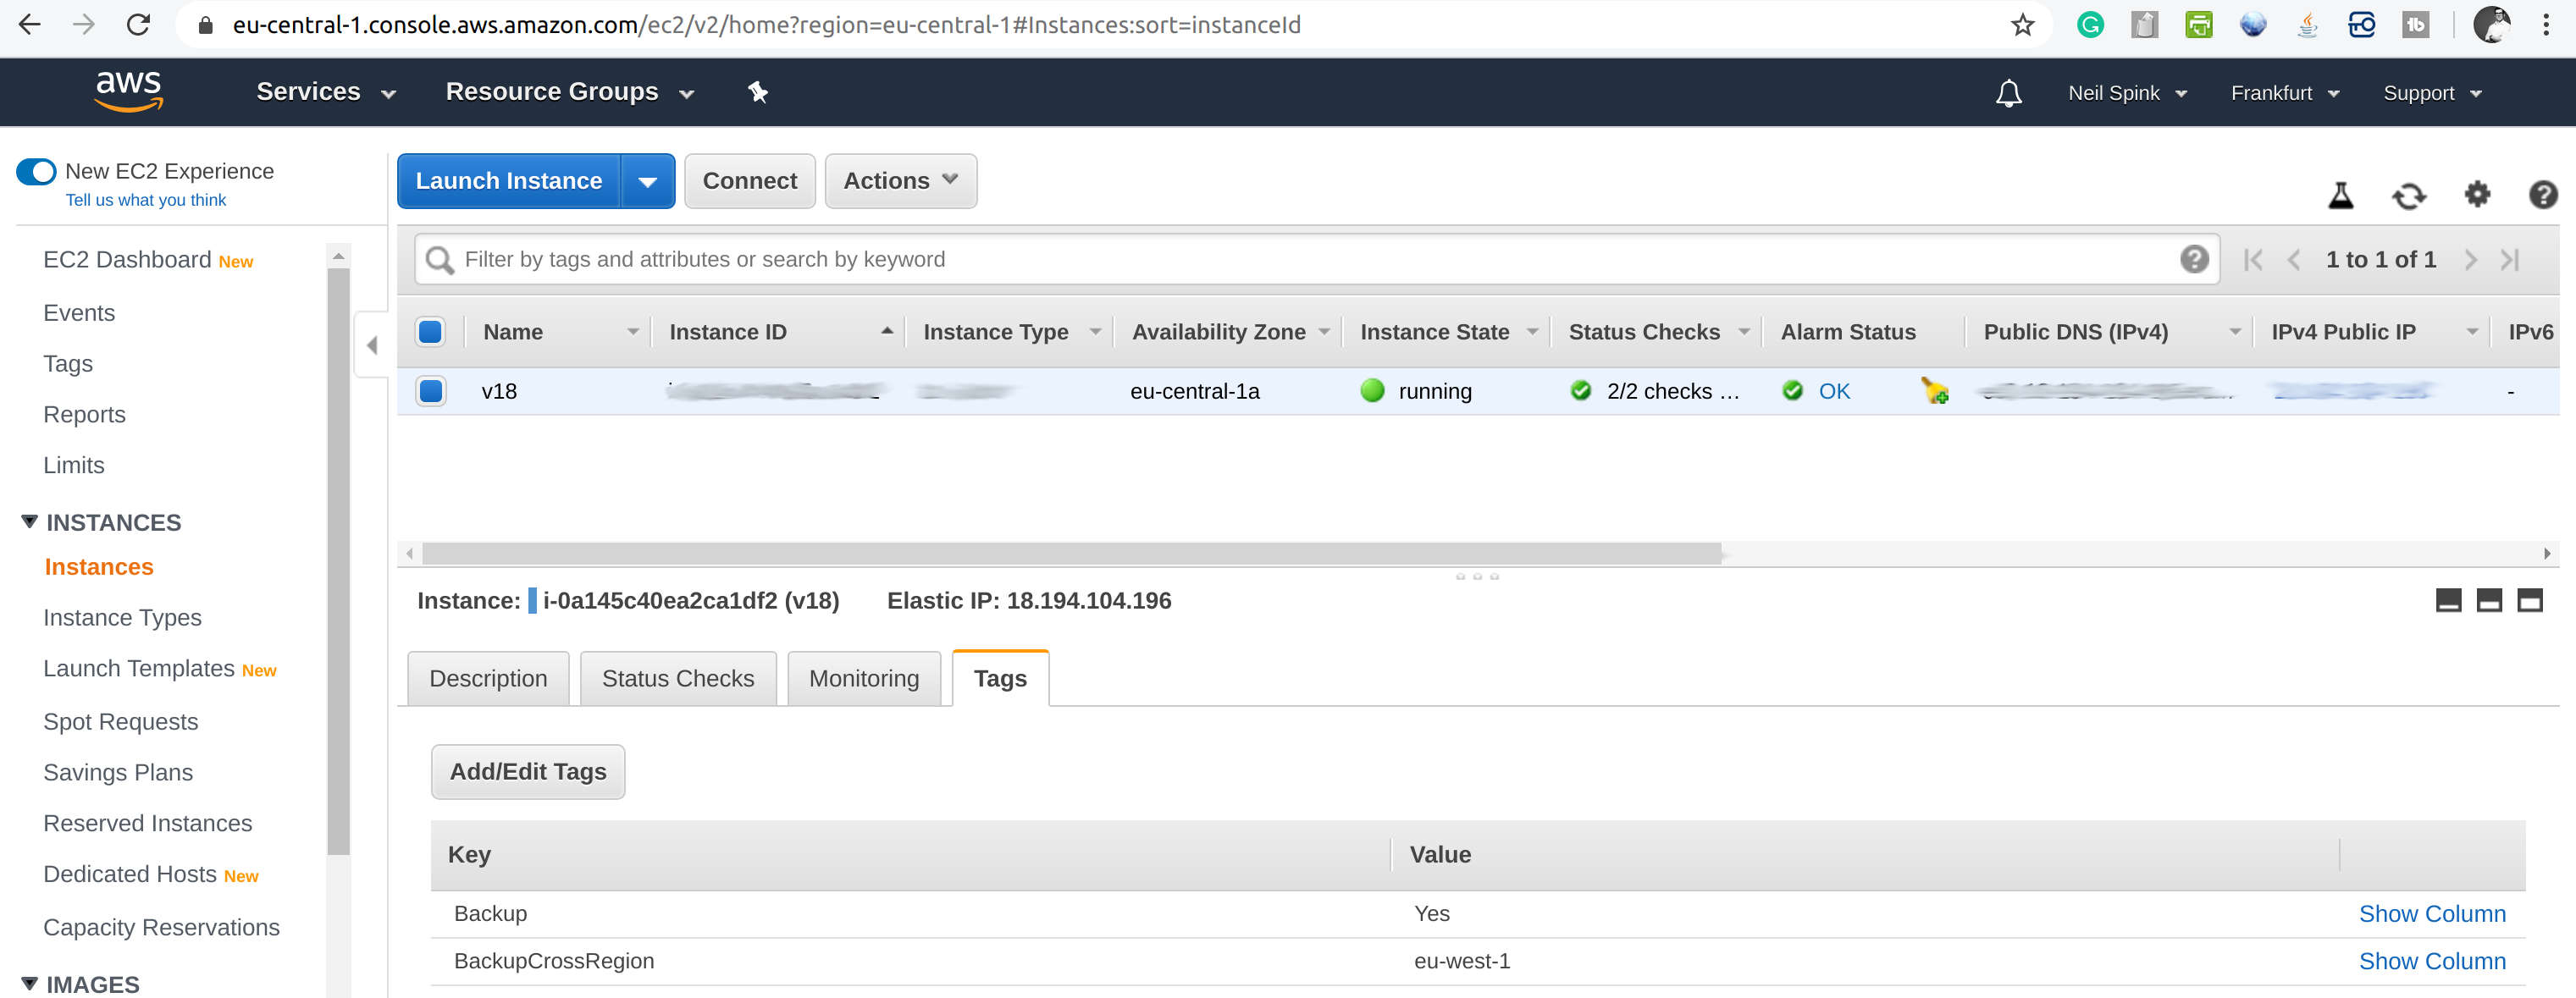 eu-central-1.console.aws.amazon.com/ec2/v2/home?region=eu-central-1#Instances:sort=instanceId
aws Services Resource Groups Neil Spink Frankfurt Support
New EC2 Experience
Tell us what you think
EC2 Dashboard New
Events
Tags
Reports
Limits
INSTANCES
Instances
Instance Types
Launch Templates New
Spot Requests
Savings Plans
Reserved Instances
Dedicated Hosts New
Capacity Reservations
IMAGES
Launch Instance Connect Actions
Filter by tags and attributes or search by keyword 1 to 1 of 1
Name Instance ID Instance Type Availability Zone Instance State Status Checks Alarm Status Public DNS (IPv4) IPv4 Public IP IPv6
v18 eu-central-1a running 2/2 checks … OK -
Instance: i-0a145c40ea2ca1df2 (v18) Elastic IP: 18.194.104.196
Description Status Checks Monitoring Tags
Add/Edit Tags
Key Value
Backup Yes Show Column
BackupCrossRegion eu-west-1 Show Column